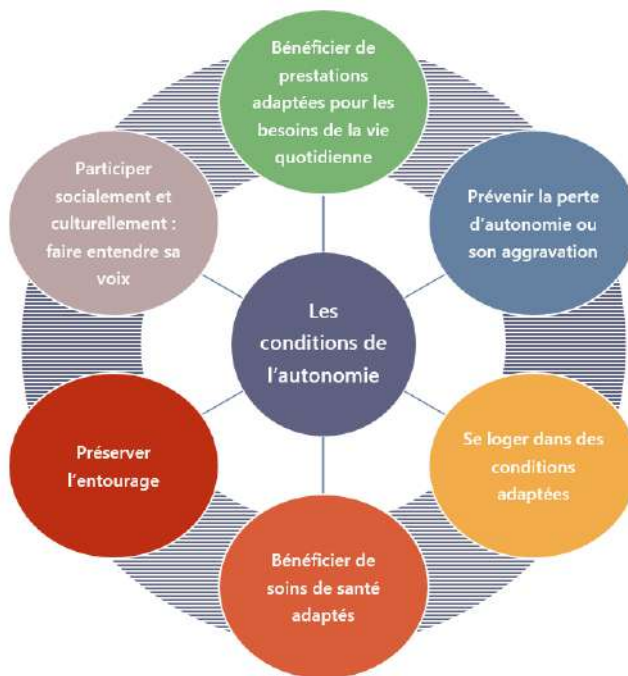 Bénéficier de
prestations
adaptées pour les
besoins de la vie
quotidienne
Participer
socialement et
culturellement :
faire entendre sa
voix
Prévenir la perte
d'autonomie ou
son aggravation
Les
conditions de
l'autonomie
Préserver
l'entourage
Se loger dans des
conditions
adaptées
Bénéficier de
soins de santé
adaptés